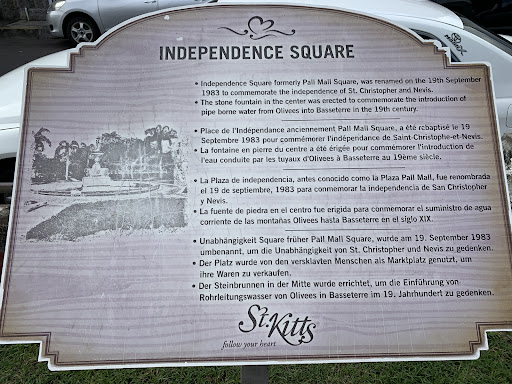 INDEPENDENCE SQUARE
• Independence Square formerly Pall Mall Square, was renamed on the 19th September
1983 to commemorate the independence of St. Christopher and Nevis.
• The stone fountain in the center was erected to commemorate the introduction of
pipe borne water from Olivees into Basseterre in the 19th century.
• Place de l'Indépendance anciennement Pall Mall Square, a été rebaptisé le 19
Septembre 1983 pour commémorer l'indépendance de Saint-Christophe-et-Nevis.
• La fontaine en pierre du centre a été érigée pour commémorer l'introduction de
l'eau conduite par les tuyaux d'Olivees à Basseterre au 19ème siècle.
• La Plaza de independencia, antes conocido como la Plaza Pall Mall, fue renombrada
el 19 de septiembre, 1983 para conmemorar la independencia de San Christopher
y Nevis.
• La fuente de piedra en el centro fue erigida para conmemorar el suministro de agua
corriente de las montañas Olivees hasta Basseterre en el siglo XIX.
• Unabhängigkeit Square früher Pall Mall Square, wurde am 19. September 1983
umbenannt, um die Unabhängigkeit von St. Christopher und Nevis zu gedenken.
• Der Platz wurde von den versklavten Menschen als Marktplatz genutzt, um
ihre Waren zu verkaufen.
• Der Steinbrunnen in der Mitte wurde errichtet, um die Einführung von
Rohrleitungswasser von Olivees in Basseterre im 19. Jahrhundert zu gedenken.
St. Kitts
follow your heart